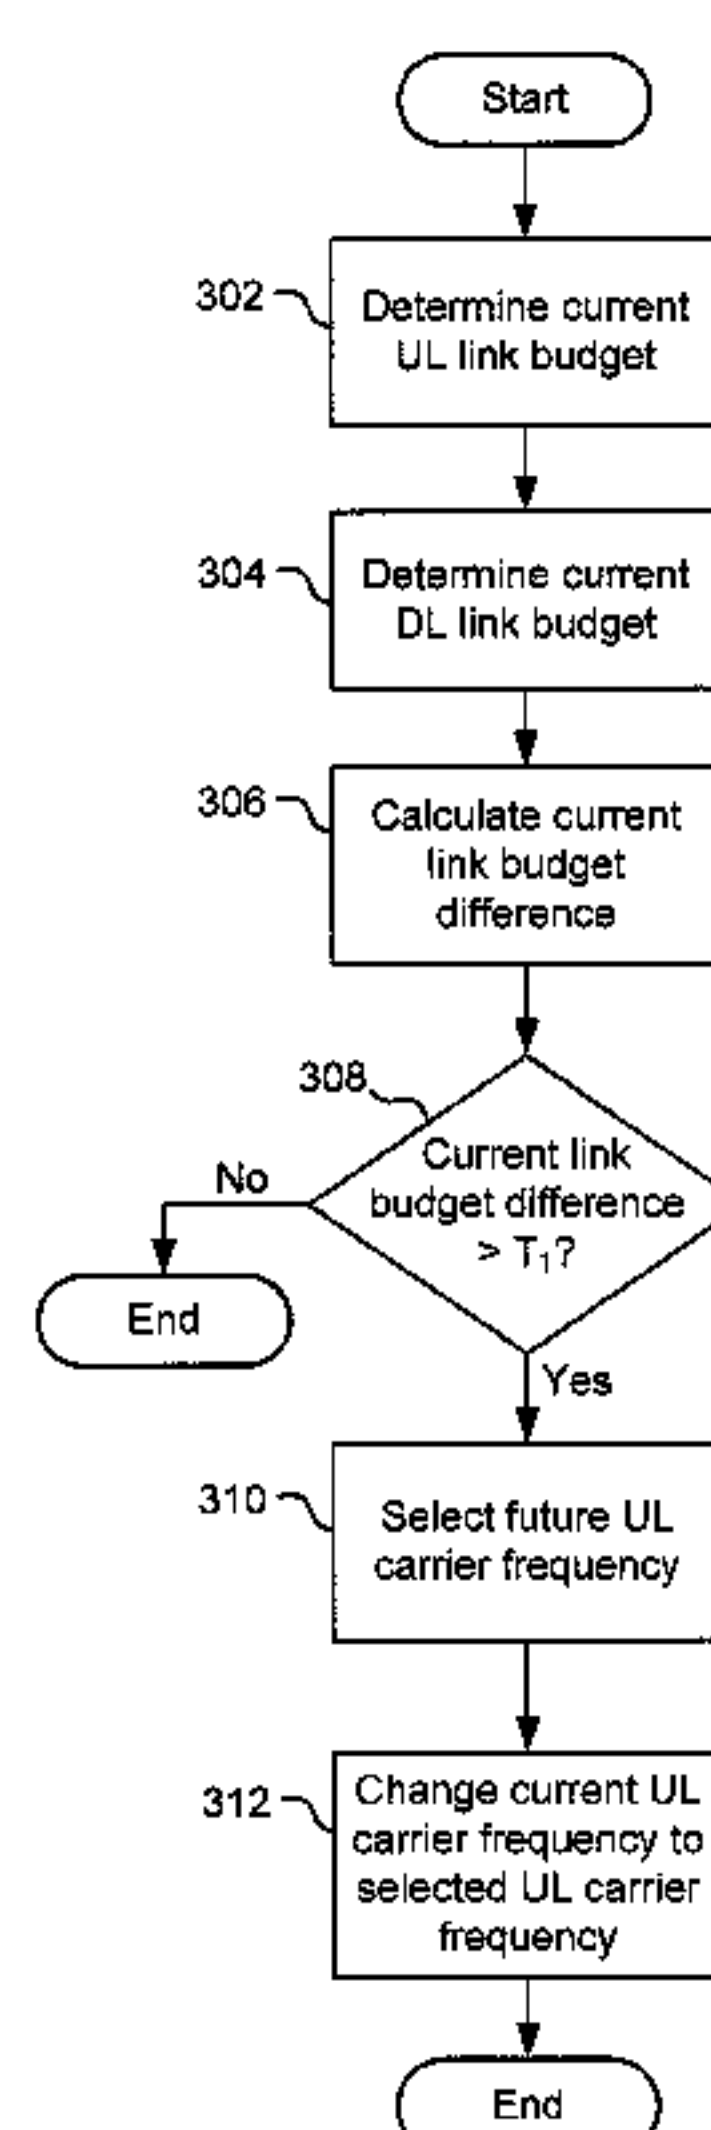 Start
302
Determine current
UL link budget
304
Determine current
DL link budget
306
Calculate current
link budget
difference
308
Current link
budget difference
> T₁?
No
End
Yes
310
Select future UL
carrier frequency
312
Change current UL
carrier frequency to
selected UL carrier
frequency
End